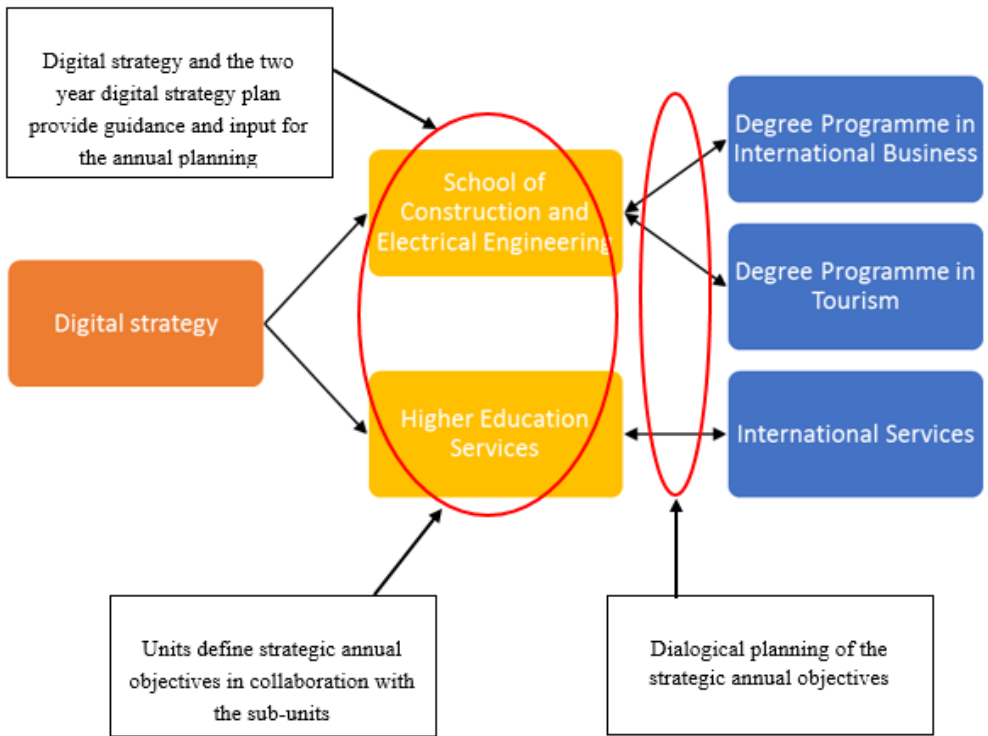 Digital strategy and the two
year digital strategy plan
provide guidance and input for
the annual planning
Digital strategy
School of
Construction and
Electrical Engineering
Higher Education
Services
Degree Programme in
International Business
Degree Programme in
Tourism
International Services
Units define strategic annual
objectives in collaboration with
the sub-units
Dialogical planning of the
strategic annual objectives